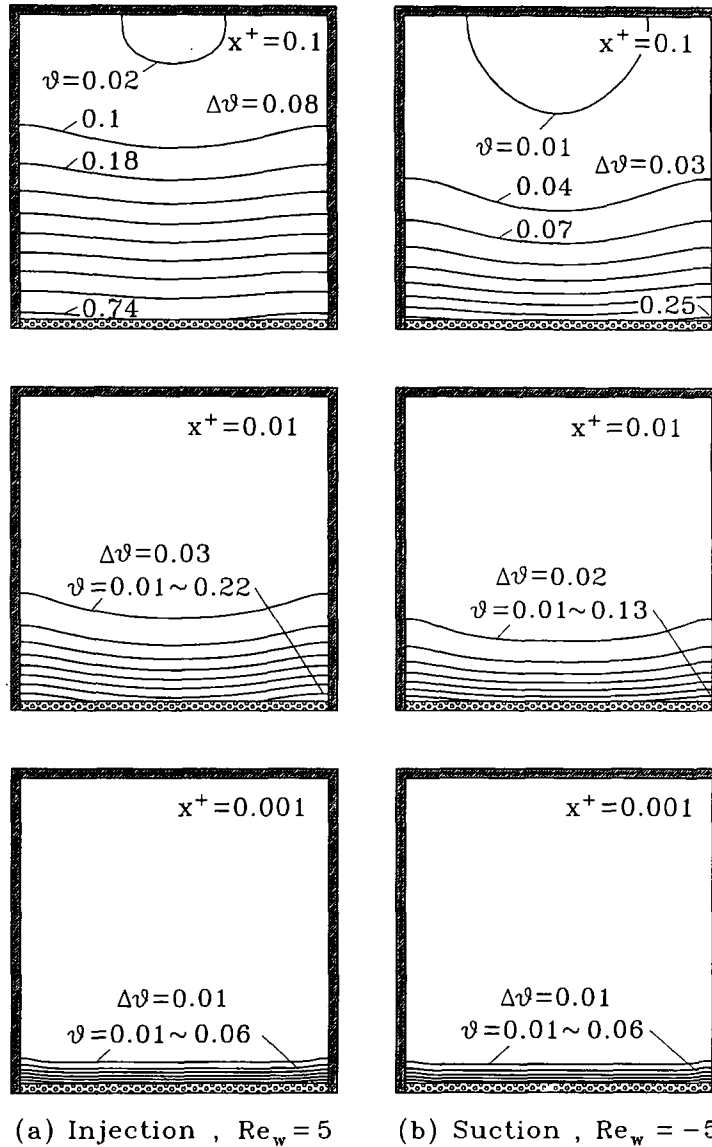 x⁺=0.1
ϑ=0.02
Δϑ=0.08
0.1
0.18
0.74
x⁺=0.1
ϑ=0.01
Δϑ=0.03
0.04
0.07
0.25
x⁺=0.01
Δϑ=0.03
ϑ=0.01~0.22
x⁺=0.01
Δϑ=0.02
ϑ=0.01~0.13
x⁺=0.001
Δϑ=0.01
ϑ=0.01~0.06
x⁺=0.001
Δϑ=0.01
ϑ=0.01~0.06
(a) Injection , Re_w=5
(b) Suction , Re_w=-5